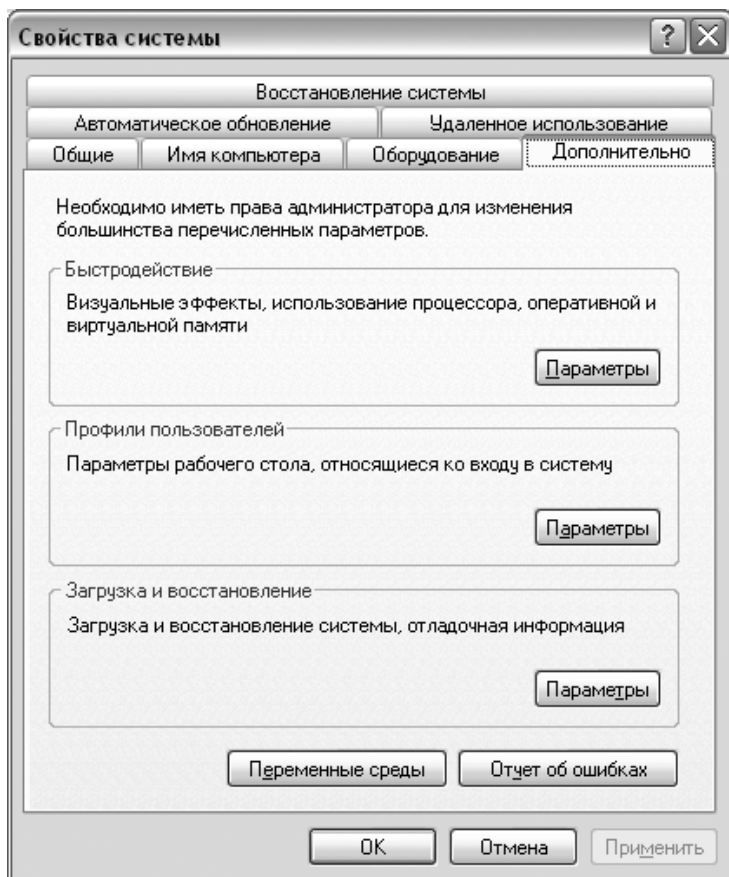 Свойства системы
Восстановление системы
Автоматическое обновление Удаленное использование
Общие Имя компьютера Оборудование Дополнительно
Необходимо иметь права администратора для изменения
большинства перечисленных параметров.
Быстродействие
Визуальные эффекты, использование процессора, оперативной и
виртуальной памяти
Параметры
Профили пользователей
Параметры рабочего стола, относящиеся ко входу в систему
Параметры
Загрузка и восстановление
Загрузка и восстановление системы, отладочная информация
Параметры
Переменные среды Отчет об ошибках
OK Отмена Применить